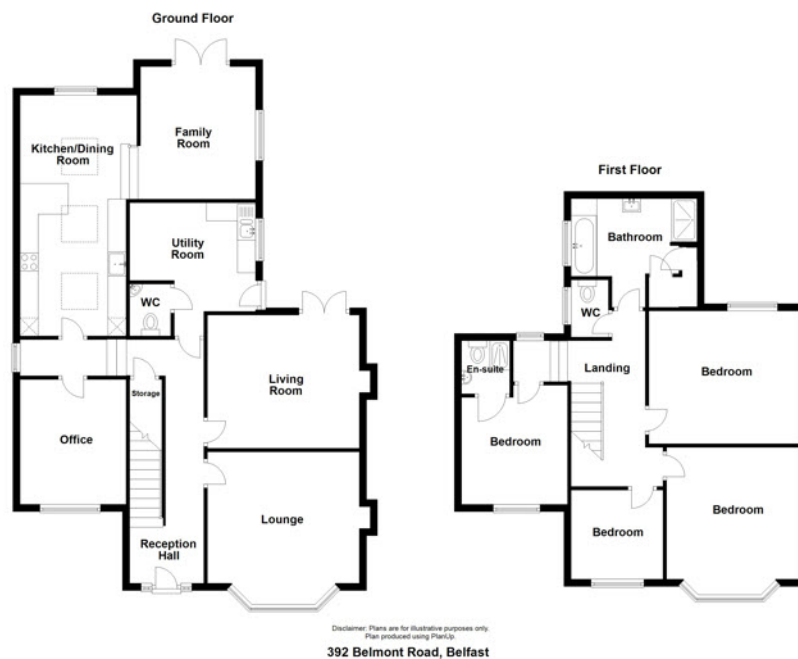 Ground Floor
Kitchen/Dining
Room
Family
Room
Utility
Room
WC
Storage
Living
Room
Office
Lounge
Reception
Hall
First Floor
Bathroom
WC
En-suite
Landing
Bedroom
Bedroom
Bedroom
Bedroom
Disclaimer: Plans are for illustrative purposes only.
Plan produced using PlanUp.
392 Belmont Road, Belfast